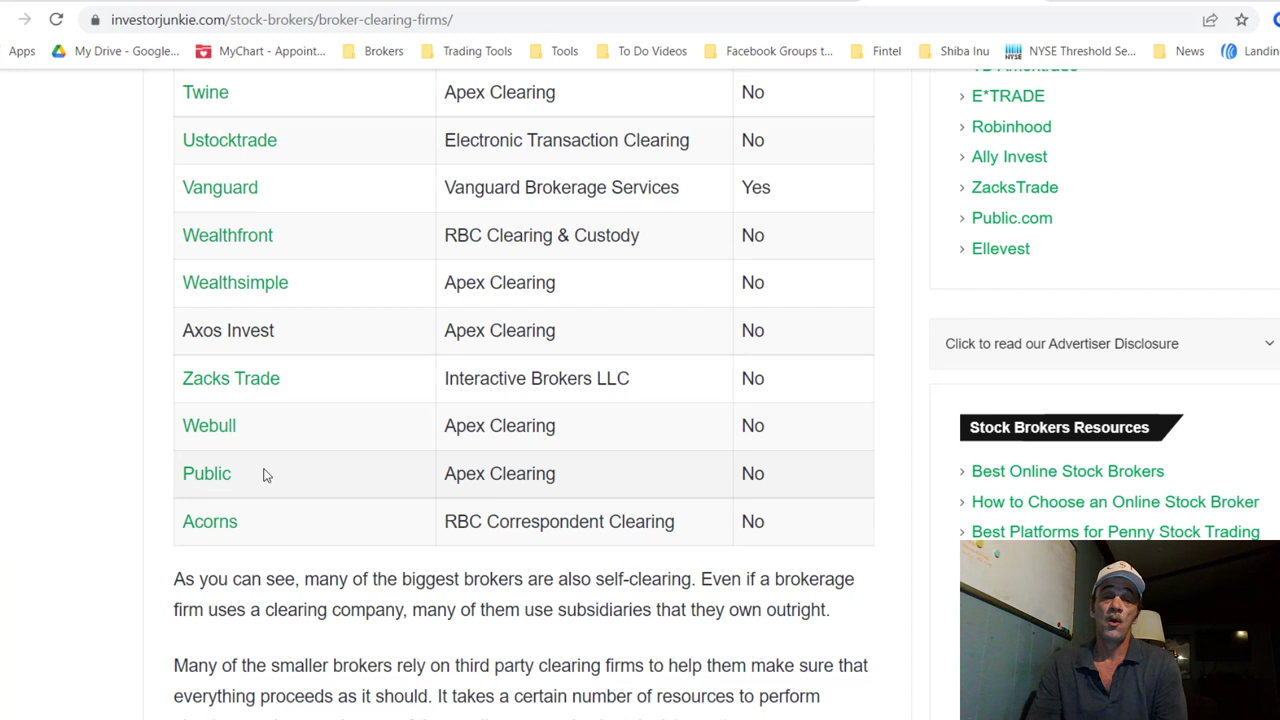 investorjunkie.com/stock-brokers/broker-clearing-firms/
Apps My Drive - Google... MyChart - Appoint... Brokers Trading Tools Tools To Do Videos Facebook Groups t... Fintel Shiba Inu NYSE Threshold Se... News Landin
Twine Apex Clearing No
Ustocktrade Electronic Transaction Clearing No
Vanguard Vanguard Brokerage Services Yes
Wealthfront RBC Clearing & Custody No
Wealthsimple Apex Clearing No
Axos Invest Apex Clearing No
Zacks Trade Interactive Brokers LLC No
Webull Apex Clearing No
Public Apex Clearing No
Acorns RBC Correspondent Clearing No
As you can see, many of the biggest brokers are also self-clearing. Even if a brokerage
firm uses a clearing company, many of them use subsidiaries that they own outright.
Many of the smaller brokers rely on third party clearing firms to help them make sure that
everything proceeds as it should. It takes a certain number of resources to perform
E*TRADE
Robinhood
Ally Invest
ZacksTrade
Public.com
Ellevest
Click to read our Advertiser Disclosure
Stock Brokers Resources
Best Online Stock Brokers
How to Choose an Online Stock Broker
Best Platforms for Penny Stock Trading